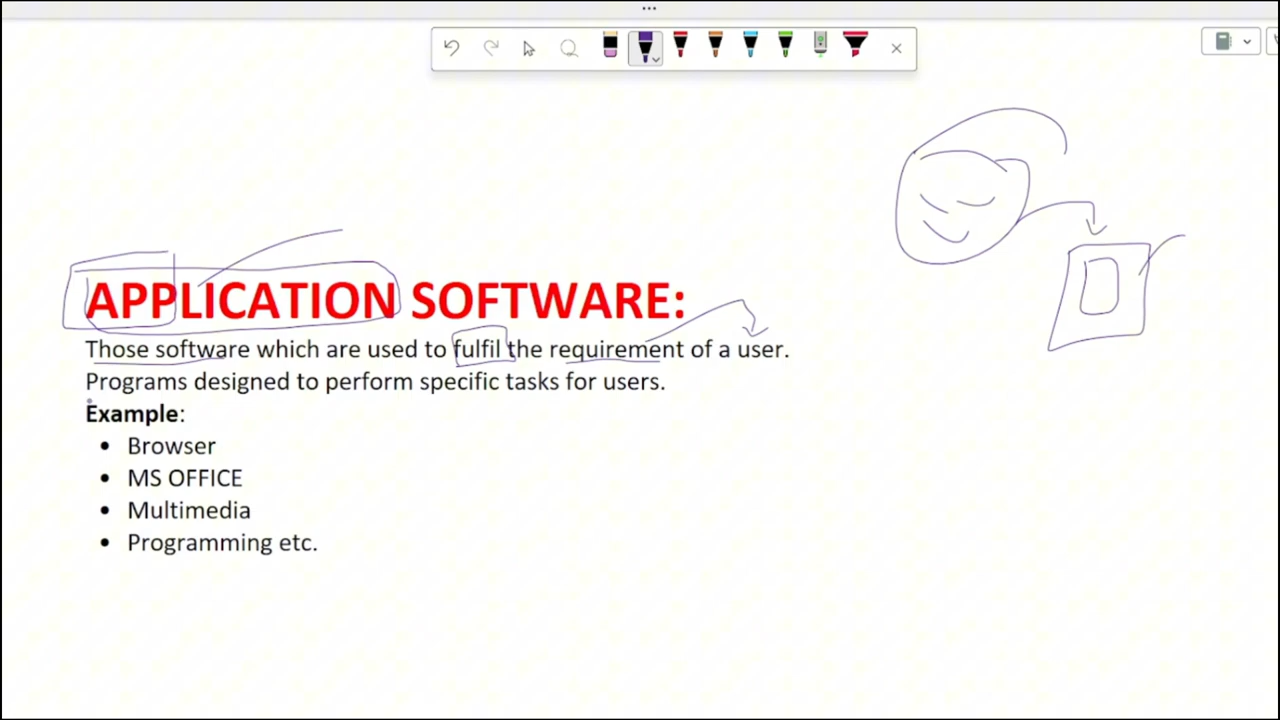 APPLICATION SOFTWARE:
Those software which are used to fulfil the requirement of a user.
Programs designed to perform specific tasks for users.
Example:
• Browser
• MS OFFICE
• Multimedia
• Programming etc.